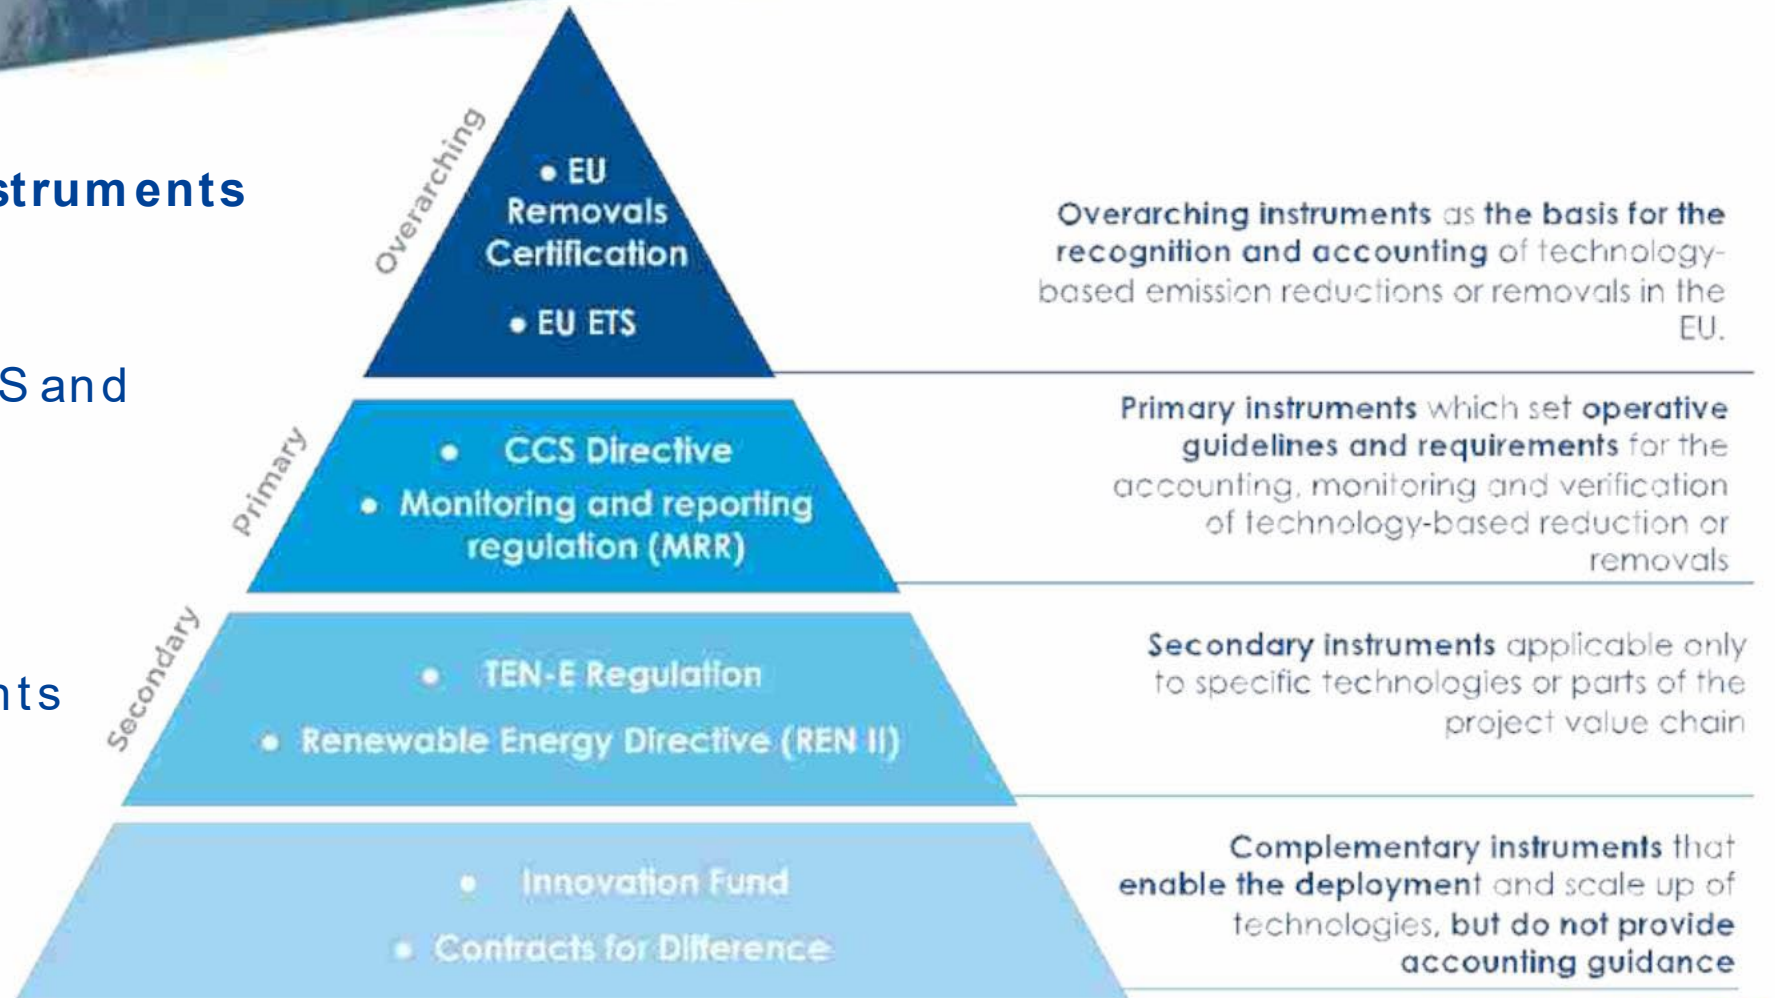 struments
S and
nts
Overarching
• EU
Removals
Certification
• EU ETS
Overarching instruments as the basis for the
recognition and accounting of technology-
based emission reductions or removals in the
EU.
Primary
• CCS Directive
• Monitoring and reporting
regulation (MRR)
Primary instruments which set operative
guidelines and requirements for the
accounting, monitoring and verification
of technology-based reduction or
removals
Secondary
• TEN-E Regulation
• Renewable Energy Directive (REN II)
Secondary instruments applicable only
to specific technologies or parts of the
project value chain
• Innovation Fund
• Contracts for Difference
Complementary instruments that
enable the deployment and scale up of
technologies, but do not provide
accounting guidance